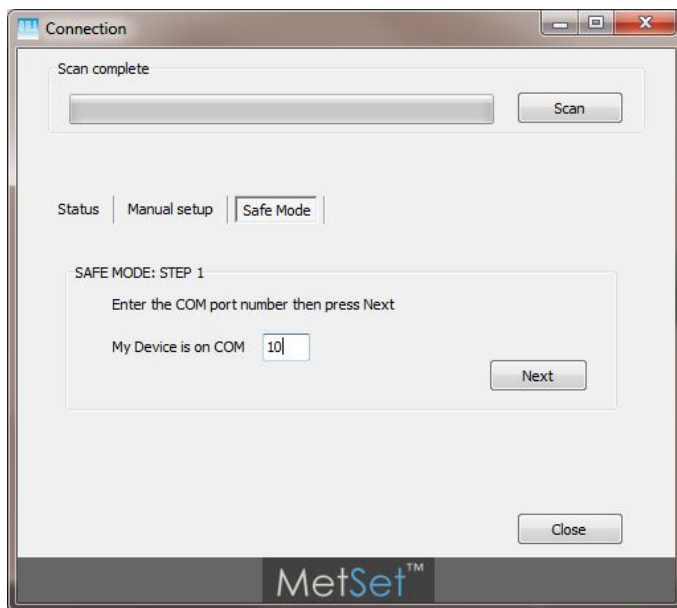 Connection
Scan complete
Scan
Status
Manual setup
Safe Mode
SAFE MODE: STEP 1
Enter the COM port number then press Next
My Device is on COM 10
Next
Close
MetSet™